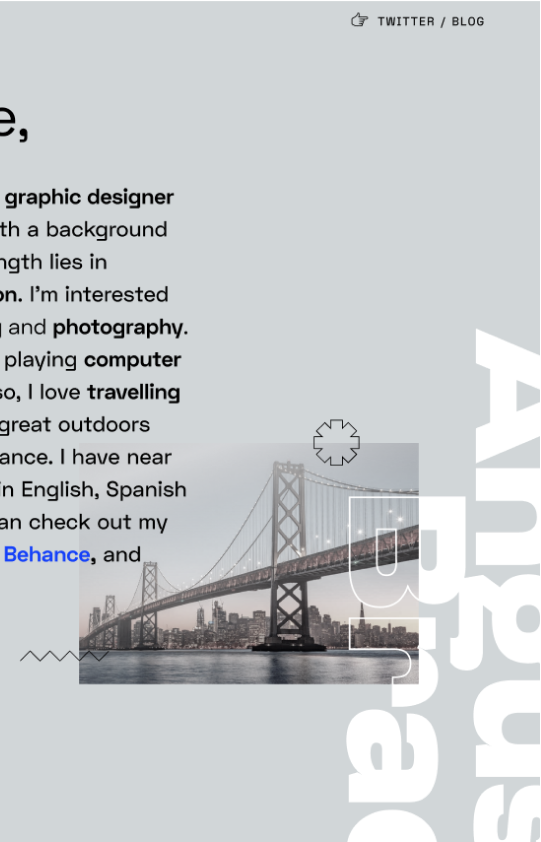 TWITTER / BLOG
e,
graphic designer
th a background
ngth lies in
on. I'm interested
g and photography.
playing computer
so, I love travelling
great outdoors
ance. I have near
in English, Spanish
an check out my
Behance, and
Angus
Brad